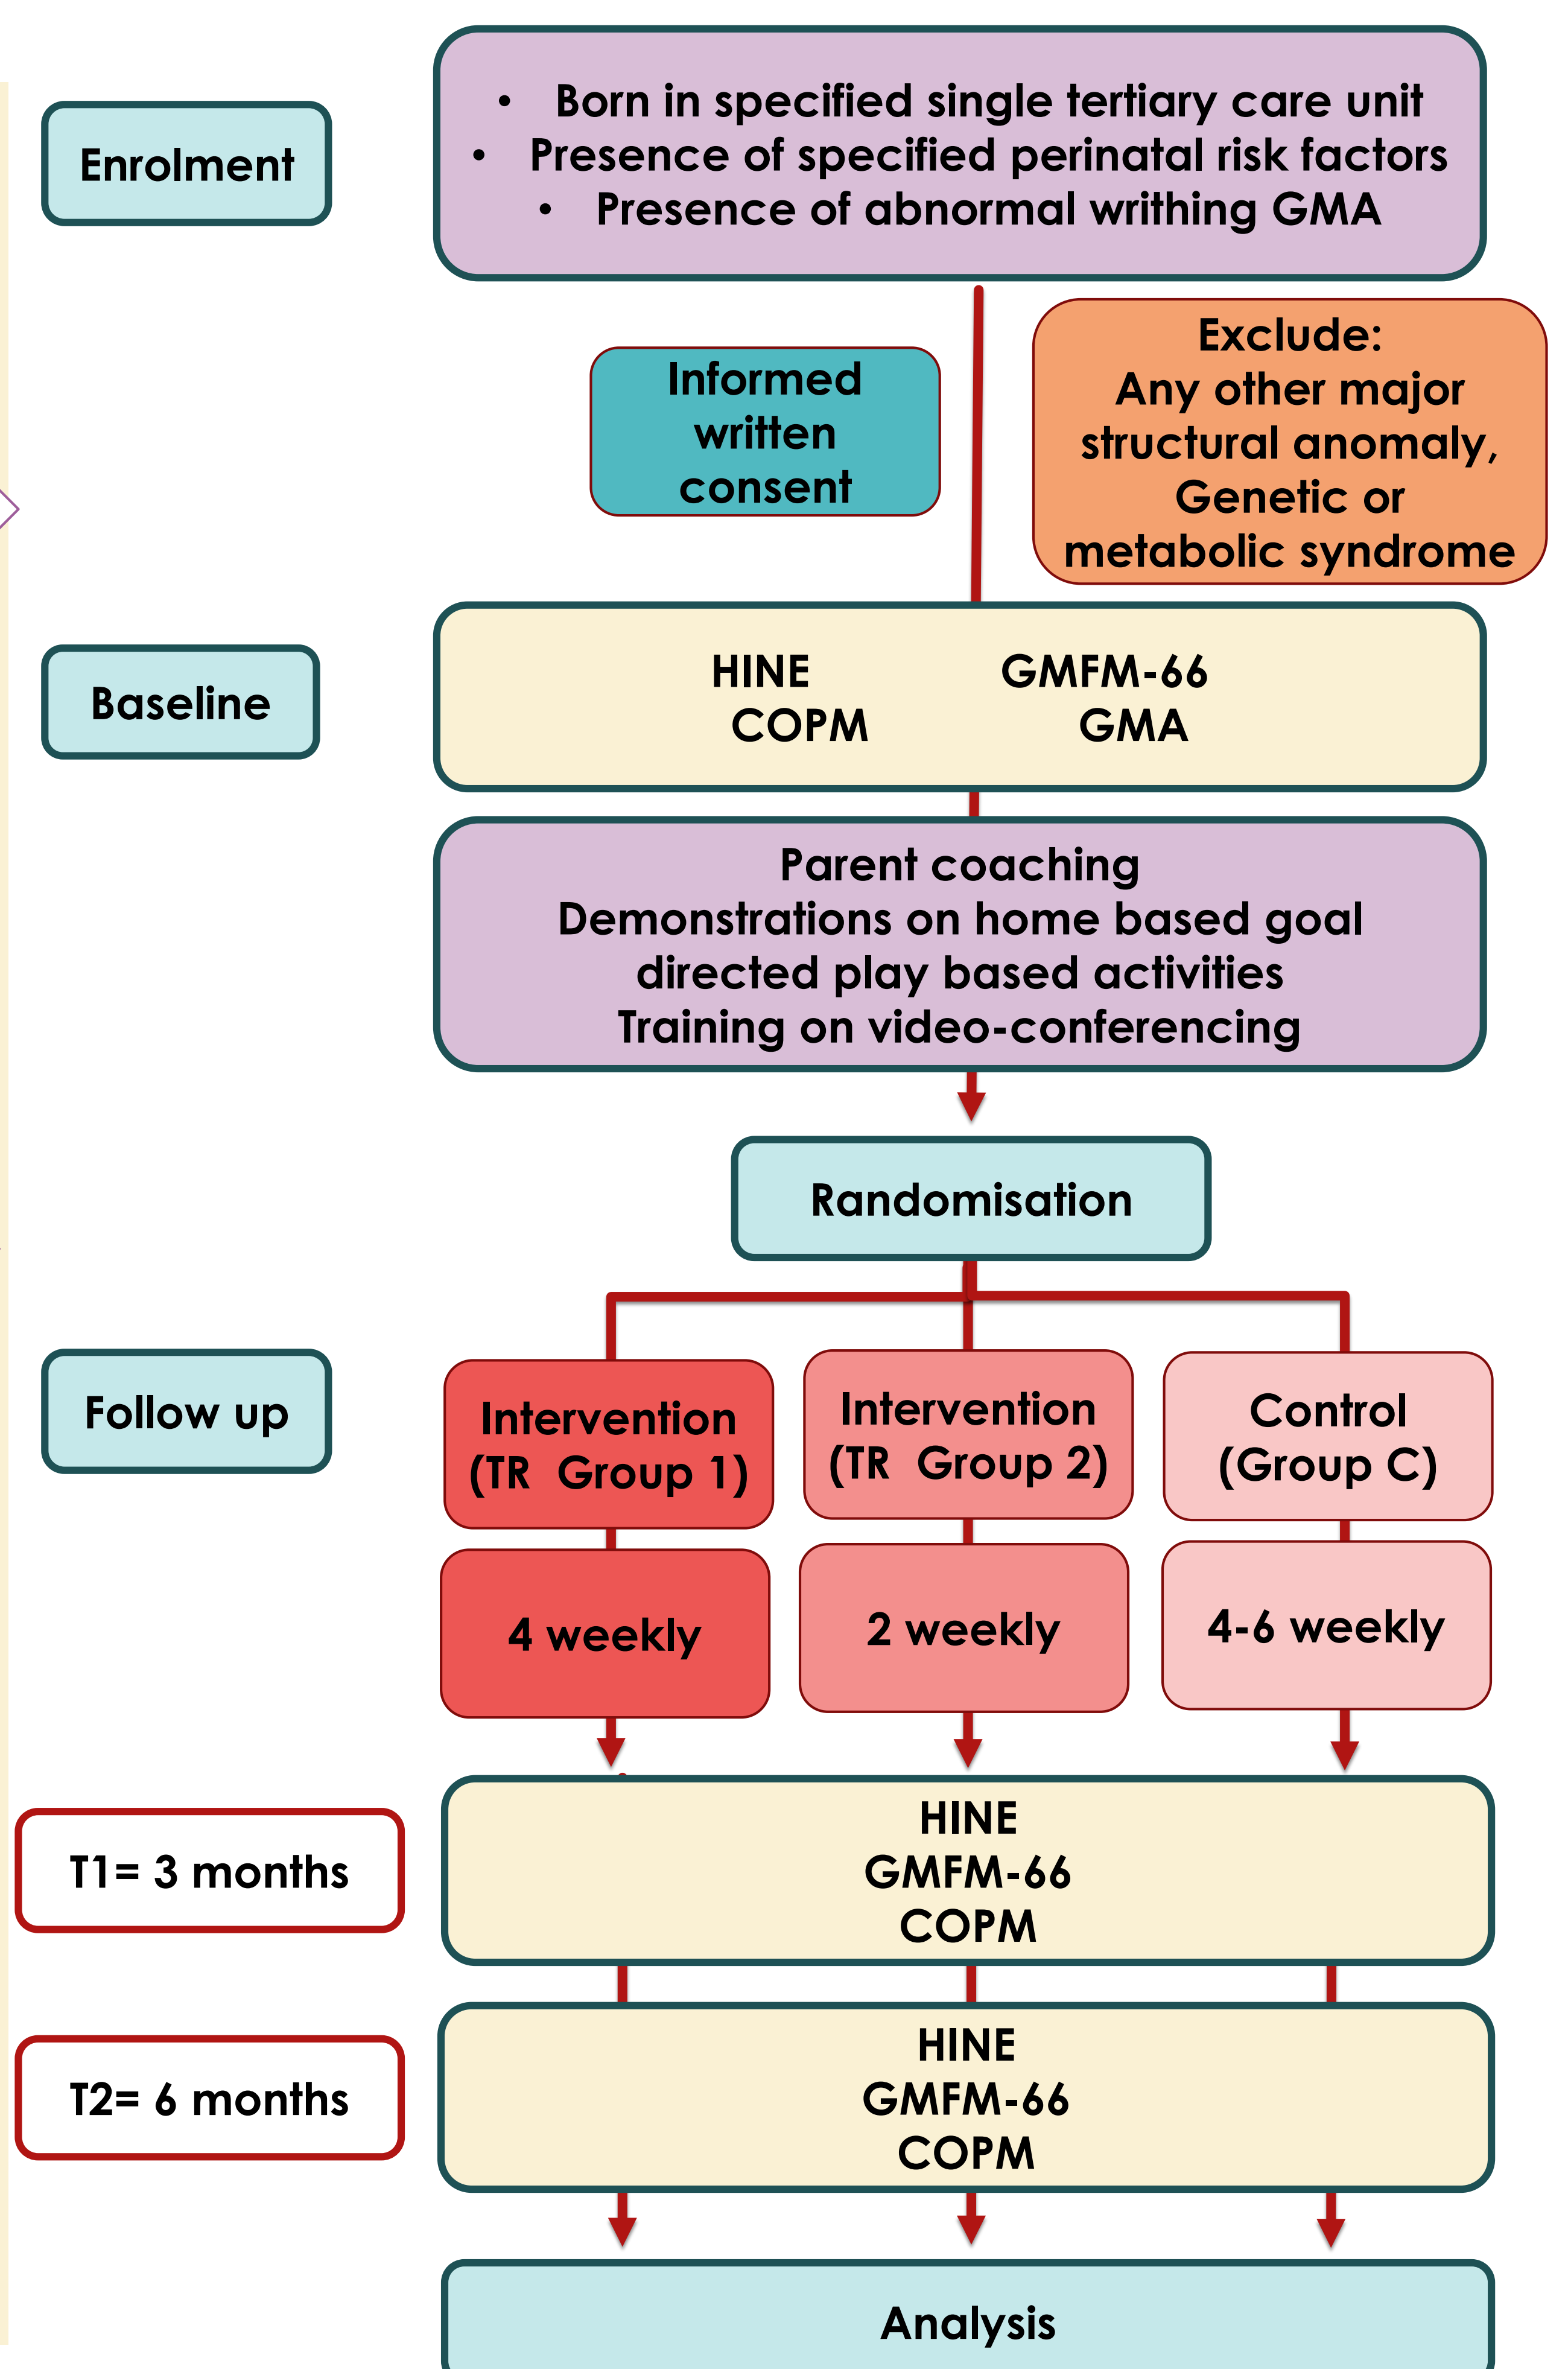 Enrolment
• Born in specified single tertiary care unit
• Presence of specified perinatal risk factors
• Presence of abnormal writhing GMA
Informed
written
consent
Exclude:
Any other major
structural anomaly,
Genetic or
metabolic syndrome
Baseline
HINE GMFM-66
COPM GMA
Parent coaching
Demonstrations on home based goal
directed play based activities
Training on video-conferencing
Randomisation
Follow up
Intervention
(TR Group 1)
Intervention
(TR Group 2)
Control
(Group C)
4 weekly
2 weekly
4-6 weekly
T1= 3 months
HINE
GMFM-66
COPM
T2= 6 months
HINE
GMFM-66
COPM
Analysis